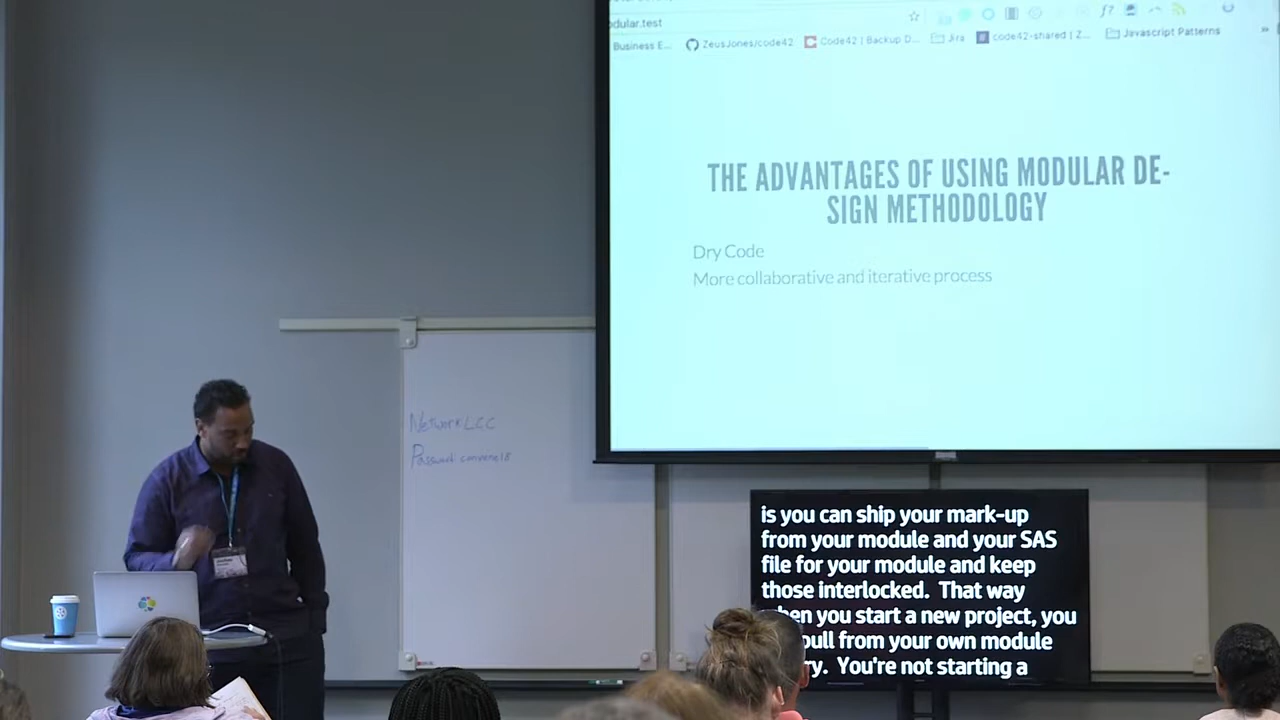 odular.test
Business E... ZeusJones/code42 Code42 | Backup D... Jira code42-shared | Z... Javascript Patterns »
f?
THE ADVANTAGES OF USING MODULAR DE-
SIGN METHODOLOGY
Dry Code
More collaborative and iterative process
Network LCC
Password:
is you can ship your mark-up
from your module and your SAS
file for your module and keep
those interlocked. That way
en you start a new project, you
pull from your own module
ry. You're not starting a